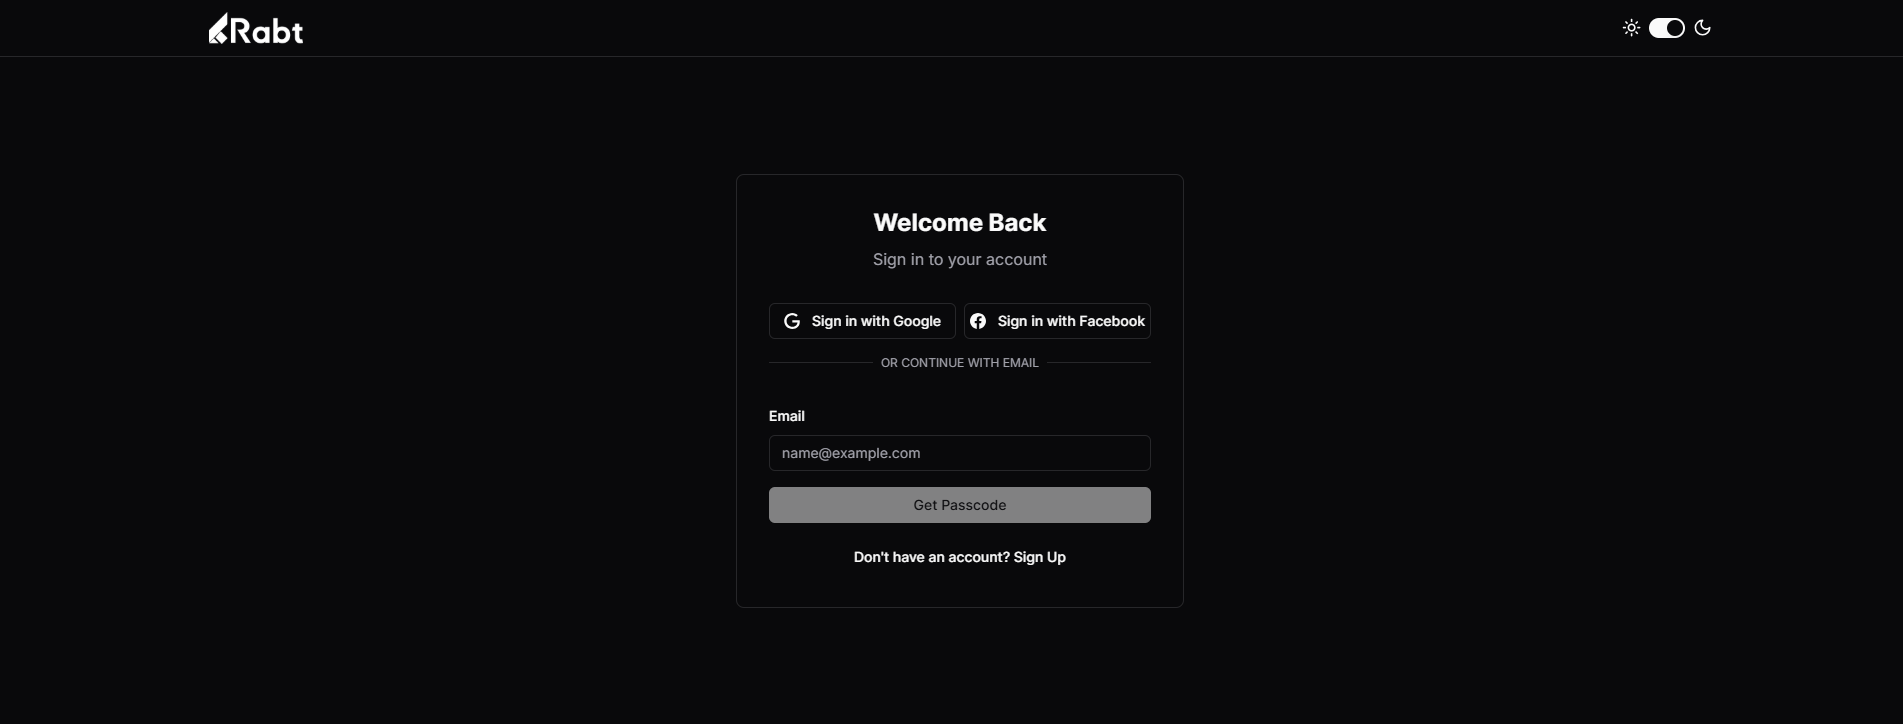 Rabt
Welcome Back
Sign in to your account
Sign in with Google
Sign in with Facebook
OR CONTINUE WITH EMAIL
Email
name@example.com
Get Passcode
Don't have an account? Sign Up